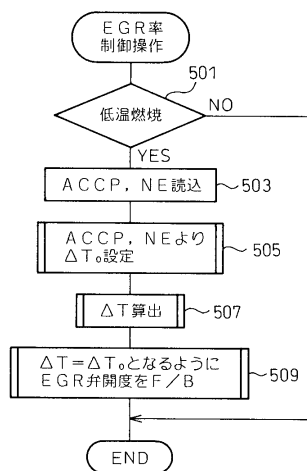 EGR率
制御操作
501
低温燃焼
NO
YES
ACCP，NE読込
503
ACCP，NEより
ΔT₀設定
505
ΔT算出
507
ΔT＝ΔT₀となるように
EGR弁開度をF／B
509
END